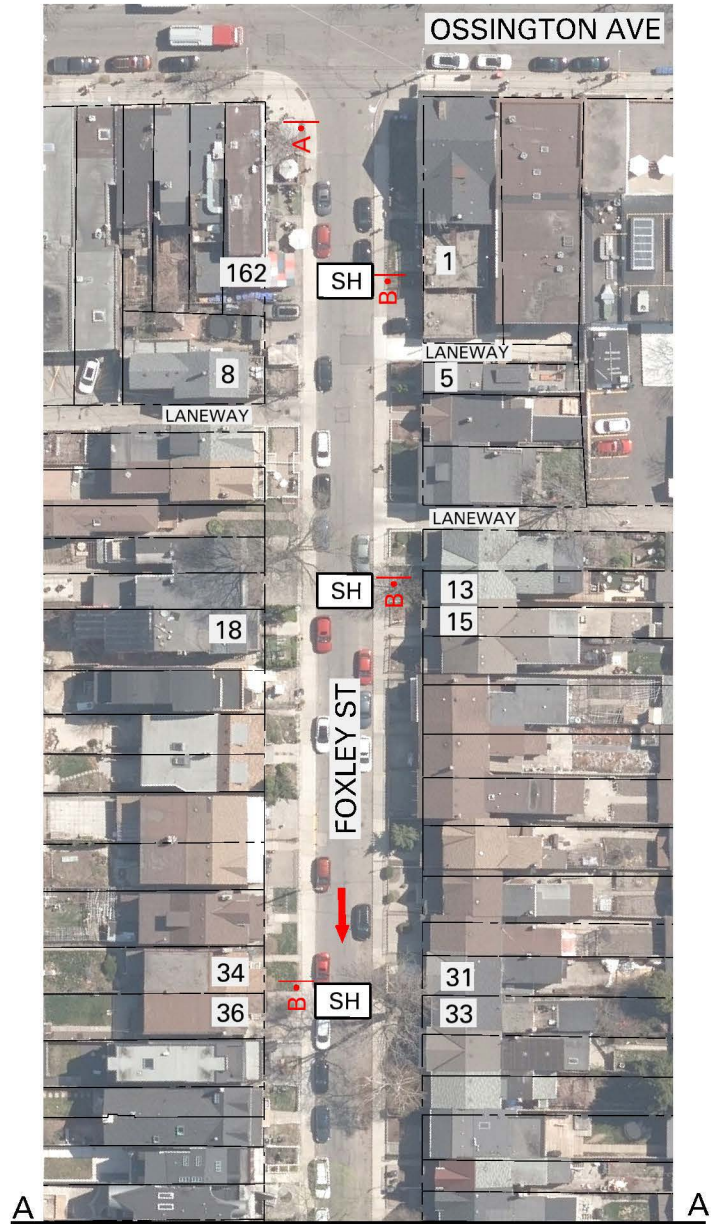 OSSINGTON AVE
A
162
SH
B
1
LANEWAY
8
5
LANEWAY
LANEWAY
SH
B
13
18
15
FOXLEY ST
34
31
B
SH
36
33
A
A